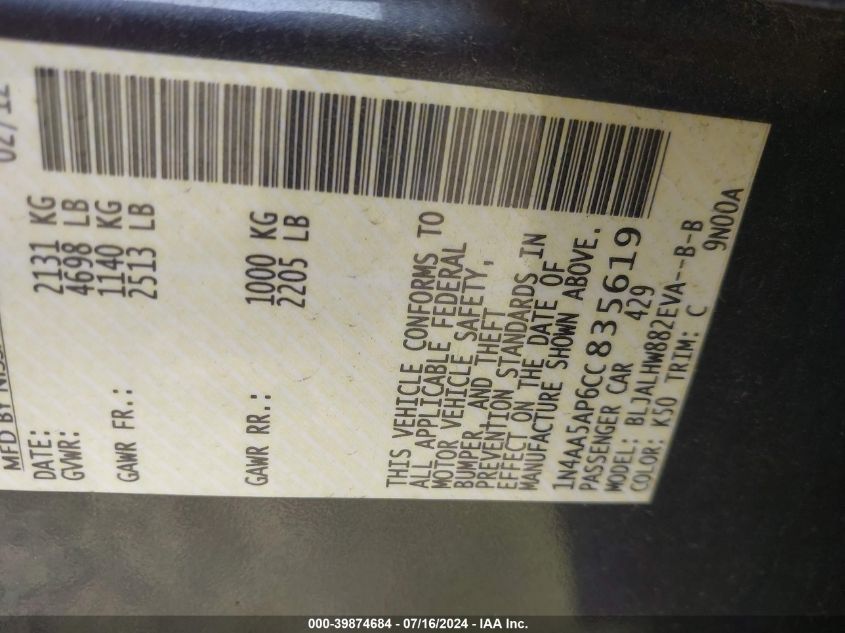 MFD BY NISS
DATE: 02/12
GVWR: 2131 KG
4698 LB
GAWR FR.: 1140 KG
2513 LB
GAWR RR.: 1000 KG
2205 LB
THIS VEHICLE CONFORMS TO
ALL APPLICABLE FEDERAL
MOTOR VEHICLE SAFETY,
BUMPER, AND THEFT
PREVENTION STANDARDS IN
EFFECT ON THE DATE OF
MANUFACTURE SHOWN ABOVE.
1N4AA5AP6CC835619
PASSENGER CAR 429
MODEL: BLJALHW882EVA--B-B
COLOR: K50 TRIM: C 9N00A
000-39874684 - 07/16/2024 - IAA Inc.